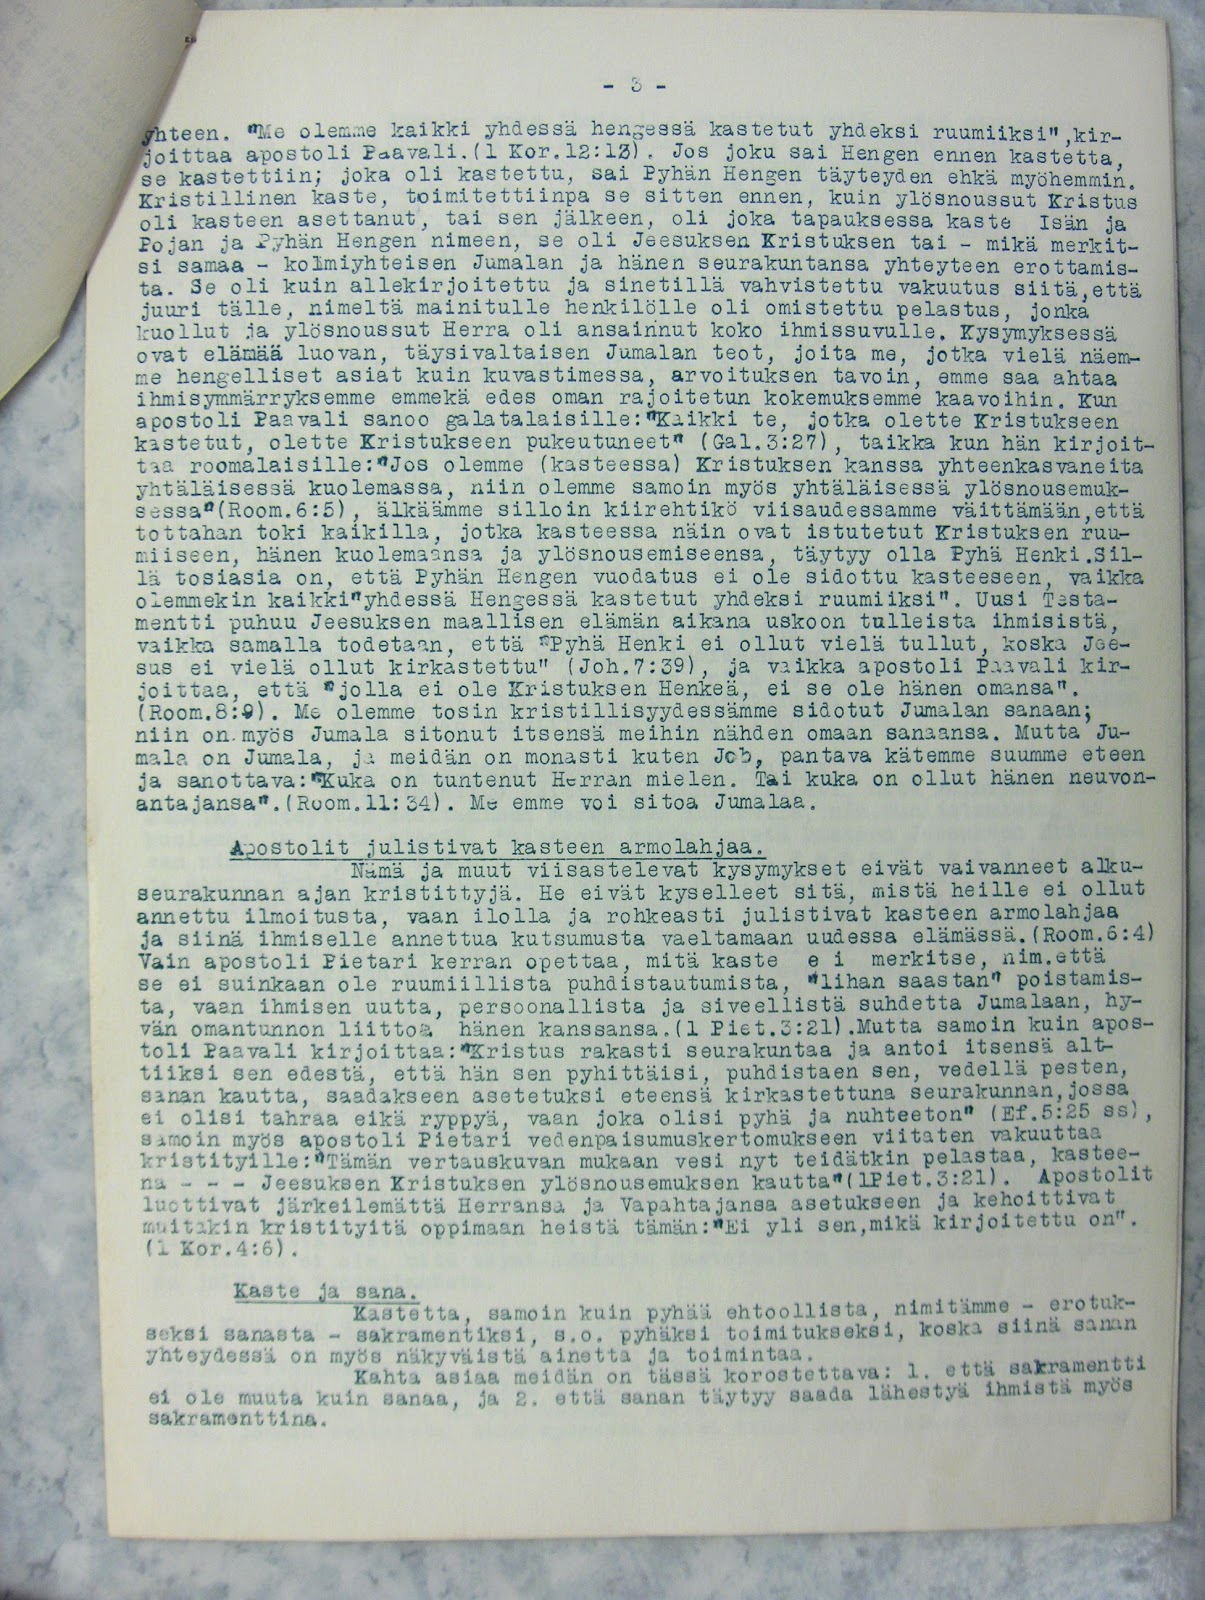 - 3 -
yhteen. "Me olemme kaikki yhdessä hengessä kastetut yhdeksi ruumiiksi",kir-
joittaa apostoli Paavali.(1 Kor.12:13). Jos joku sai Hengen ennen kastetta,
se kastettiin; joka oli kastettu, sai Pyhän Hengen täyteyden ehkä myöhemmin.
Kristillinen kaste, toimitettiinpa se sitten ennen, kuin ylösnoussut Kristus
oli kasteen asettanut, tai sen jälkeen, oli joka tapauksessa kaste Isän ja
Pojan ja Pyhän Hengen nimeen, se oli Jeesuksen Kristuksen tai - mikä merkit-
si samaa - kolmiyhteisen Jumalan ja hänen seurakuntansa yhteyteen erottamis-
ta. Se oli kuin allekirjoitettu ja sinetillä vahvistettu vakuutus siitä,että
juuri tälle, nimeltä mainitulle henkilölle oli omistettu pelastus, jonka
kuollut ja ylösnoussut Herra oli ansainnut koko ihmissuvulle. Kysymyksessä
ovat elämää luovan, täysivaltaisen Jumalan teot, joita me, jotka vielä näem-
me hengelliset asiat kuin kuvastimessa, arvoituksen tavoin, emme saa ahtaa
ihmisymmärryksemme emmekä edes oman rajoitetun kokemuksemme kaavoihin. Kun
apostoli Paavali sanoo galatalaisille:"Kaikki te, jotka olette Kristukseen
kastetut, olette Kristukseen pukeutuneet" (Gal.3:27), taikka kun hän kirjoit-
taa roomalaisille:"Jos olemme (kasteessa) Kristuksen kanssa yhteenkasvaneita
yhtäläisessä kuolemassa, niin olemme samoin myös yhtäläisessä ylösnousemuk-
sessa"(Room.6:5), älkäämme silloin kiirehtikö viisaudessamme väittämään,että
tottahan toki kaikilla, jotka kasteessa näin ovat istutetut Kristuksen ruu-
miiseen, hänen kuolemaansa ja ylösnousemiseensa, täytyy olla Pyhä Henki.Sil-
lä tosiasia on, että Pyhän Hengen vuodatus ei ole sidottu kasteeseen, vaikka
olemmekin kaikki"yhdessä Hengessä kastetut yhdeksi ruumiiksi". Uusi Testa-
mentti puhuu Jeesuksen maallisen elämän aikana uskoon tulleista ihmisistä,
vaikka samalla todetaan, että "Pyhä Henki ei ollut vielä tullut, koska Jee-
sus ei vielä ollut kirkastettu" (Joh.7:39), ja vaikka apostoli Paavali kir-
joittaa, että "jolla ei ole Kristuksen Henkeä, ei se ole hänen omansa".
(Room.8:9). Me olemme tosin kristillisyydessämme sidotut Jumalan sanaan;
niin on myös Jumala sitonut itsensä meihin nähden omaan sanaansa. Mutta Ju-
mala on Jumala, ja meidän on monasti kuten Job, pantava kätemme suumme eteen
ja sanottava:"Kuka on tuntenut Herran mielen. Tai kuka on ollut hänen neuvon-
antajansa".(Room.11:34). Me emme voi sitoa Jumalaa.
Apostolit julistivat kasteen armolahjaa.
Nämä ja muut viisastelevat kysymykset eivät vaivanneet alku-
seurakunnan ajan kristittyjä. He eivät kyselleet sitä, mistä heille ei ollut
annettu ilmoitusta, vaan ilolla ja rohkeasti julistivat kasteen armolahjaa
ja siinä ihmiselle annettua kutsumusta vaeltamaan uudessa elämässä.(Room.6:4)
Vain apostoli Pietari kerran opettaa, mitä kaste e i merkitse, nim.että
se ei suinkaan ole ruumiillista puhdistautumista, "lihan saastan" poistamis-
ta, vaan ihmisen uutta, persoonallista ja siveellistä suhdetta Jumalaan, hy-
vän omantunnon liittoa hänen kanssansa.(1 Piet.3:21).Mutta samoin kuin apos-
toli Paavali kirjoittaa:"Kristus rakasti seurakuntaa ja antoi itsensä alt-
tiiksi sen edestä, että hän sen pyhittäisi, puhdistaen sen, vedellä pesten,
sanan kautta, saadakseen asetetuksi eteensä kirkastettuna seurakunnan,jossa
ei olisi tahraa eikä ryppyä, vaan joka olisi pyhä ja nuhteeton" (Ef.5:25 ss),
samoin myös apostoli Pietari vedenpaisumuskertomukseen viitaten vakuuttaa
kristityille:"Tämän vertauskuvan mukaan vesi nyt teidätkin pelastaa, kastee-
na - - - Jeesuksen Kristuksen ylösnousemuksen kautta"(1Piet.3:21). Apostolit
luottivat järkeilemättä Herransa ja Vapahtajansa asetukseen ja kehoittivat
muitakin kristityitä oppimaan heistä tämän:"Ei yli sen,mikä kirjoitettu on".
(1 Kor.4:6).
Kaste ja sana.
Kastetta, samoin kuin pyhää ehtoollista, nimitämme - erotuk-
seksi sanasta - sakramentiksi, s.o. pyhäksi toimitukseksi, koska siinä sanan
yhteydessä on myös näkyväistä ainetta ja toimintaa.
Kahta asiaa meidän on tässä korostettava: 1. että sakramentti
ei ole muuta kuin sanaa, ja 2. että sanan täytyy saada lähestyä ihmistä myös
sakramenttina.